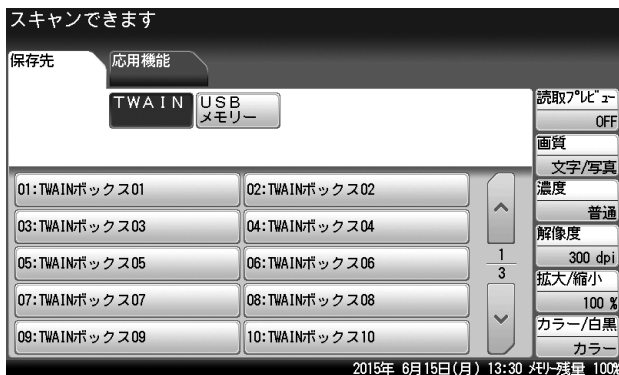 スキャンできます
保存先
応用機能
TWAIN
USB
メモリー
01:TWAINボックス01
02:TWAINボックス02
03:TWAINボックス03
04:TWAINボックス04
05:TWAINボックス05
06:TWAINボックス06
07:TWAINボックス07
08:TWAINボックス08
09:TWAINボックス09
10:TWAINボックス10
1
3
読取プレビュー
OFF
画質
文字/写真
濃度
普通
解像度
300 dpi
拡大/縮小
100 %
カラー/白黒
カラー
2015年 6月15日(月) 13:30 メモリー残量 100%